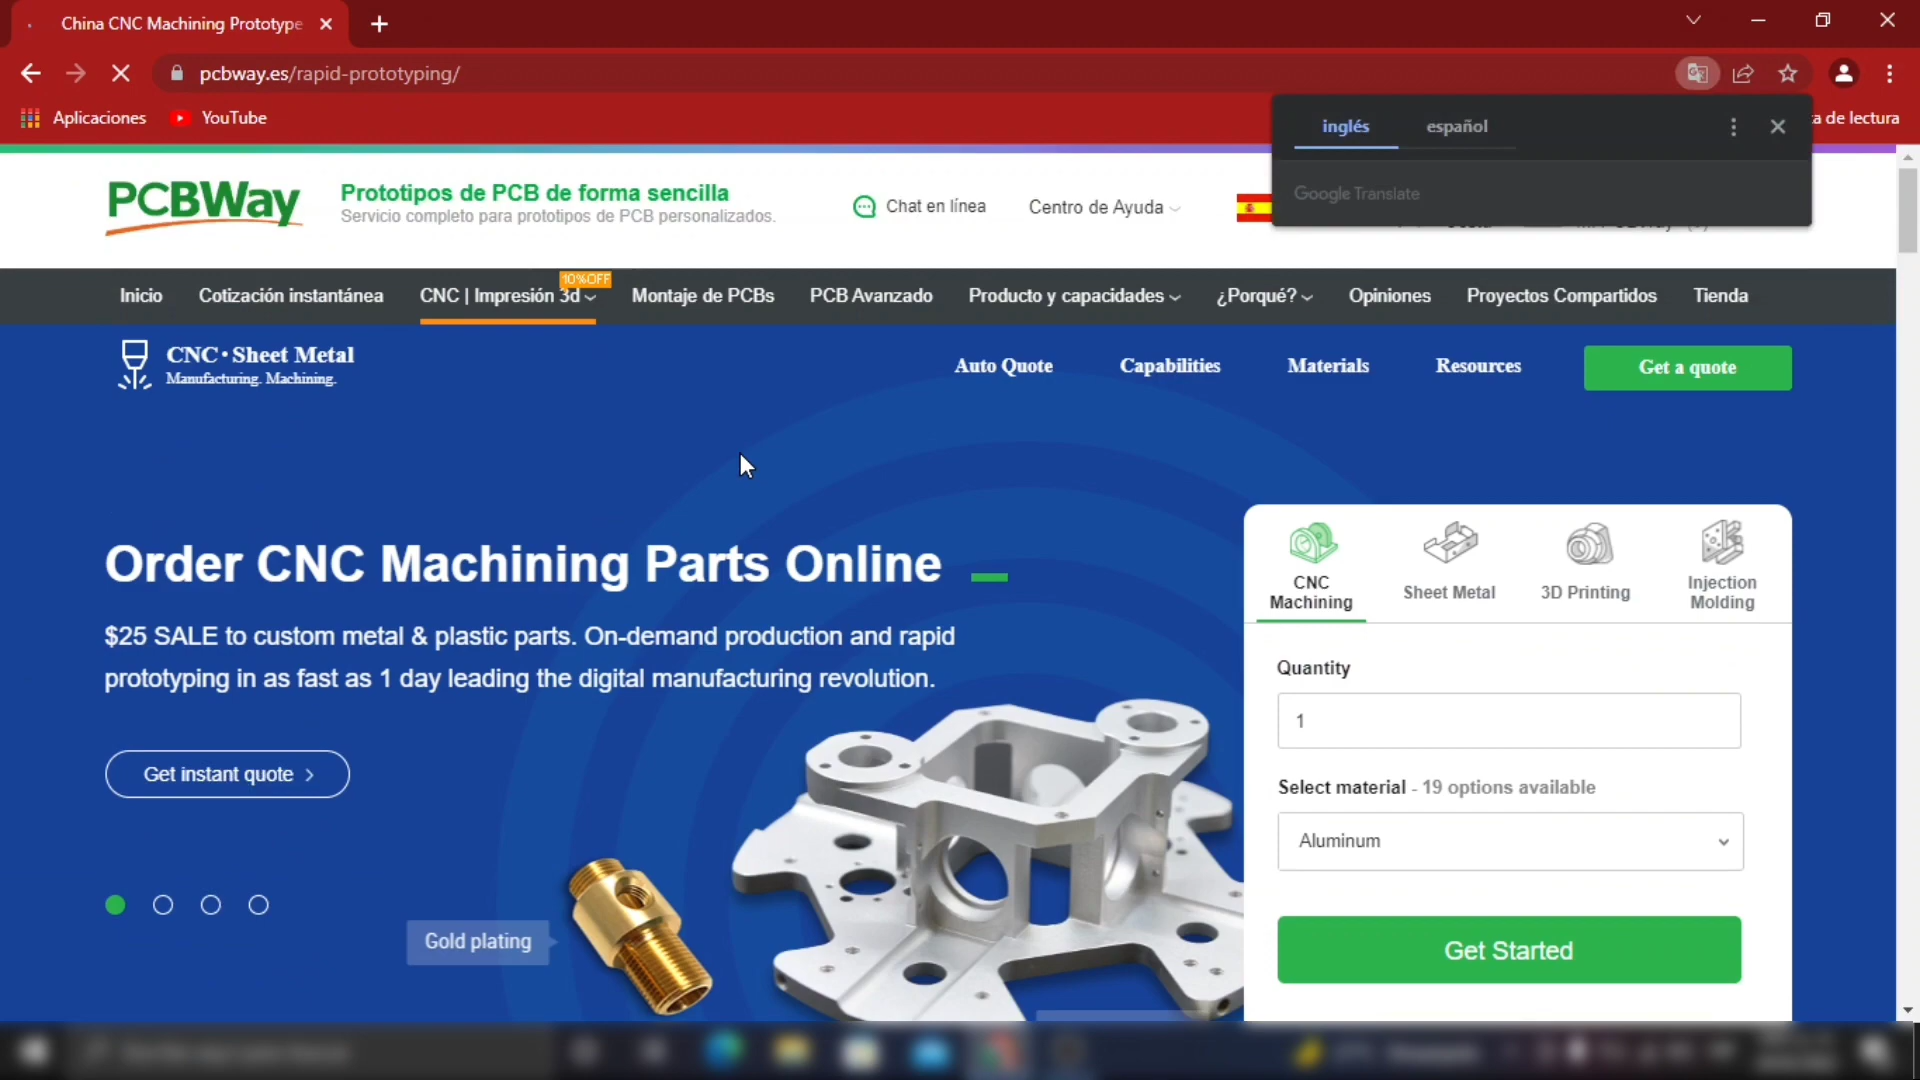 China CNC Machining Prototype
pcbway.es/rapid-prototyping/
Aplicaciones
YouTube
a de lectura
inglés
español
Google Translate
PCBWay
Prototipos de PCB de forma sencilla
Servicio completo para prototipos de PCB personalizados.
Chat en línea
Centro de Ayuda
10%OFF
Inicio
Cotización instantánea
CNC | Impresión 3d
Montaje de PCBs
PCB Avanzado
Producto y capacidades
¿Porqué?
Opiniones
Proyectos Compartidos
Tienda
CNC • Sheet Metal
Manufacturing. Machining.
Auto Quote
Capabilities
Materials
Resources
Get a quote
Order CNC Machining Parts Online
$25 SALE to custom metal & plastic parts. On-demand production and rapid
prototyping in as fast as 1 day leading the digital manufacturing revolution.
Get instant quote >
Gold plating
CNC
Machining
Sheet Metal
3D Printing
Injection
Molding
Quantity
1
Select material - 19 options available
Aluminum
Get Started